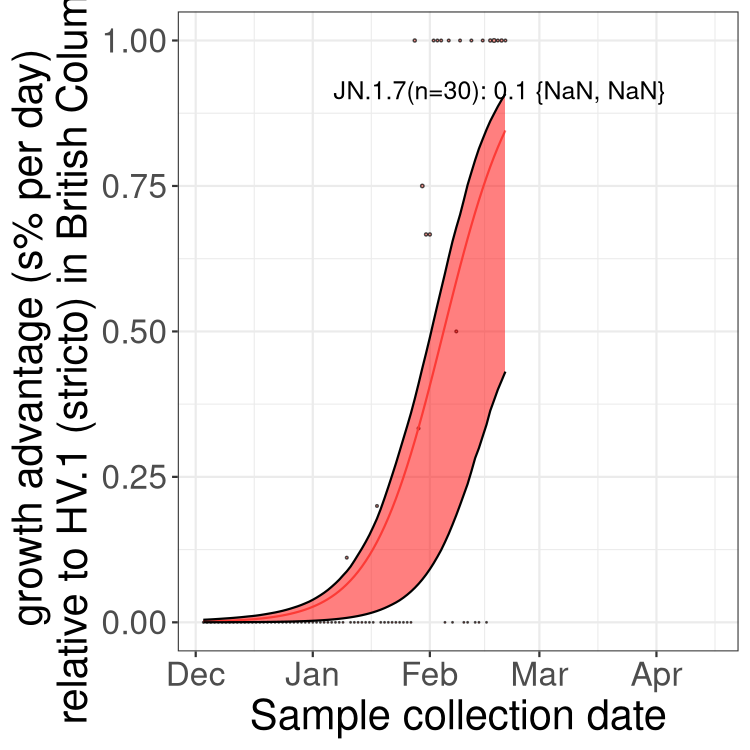 growth advantage (s% per day)
relative to HV.1 (stricto) in British Colum
1.00
0.75
0.50
0.25
0.00
JN.1.7(n=30): 0.1 {NaN, NaN}
Dec Jan Feb Mar Apr
Sample collection date